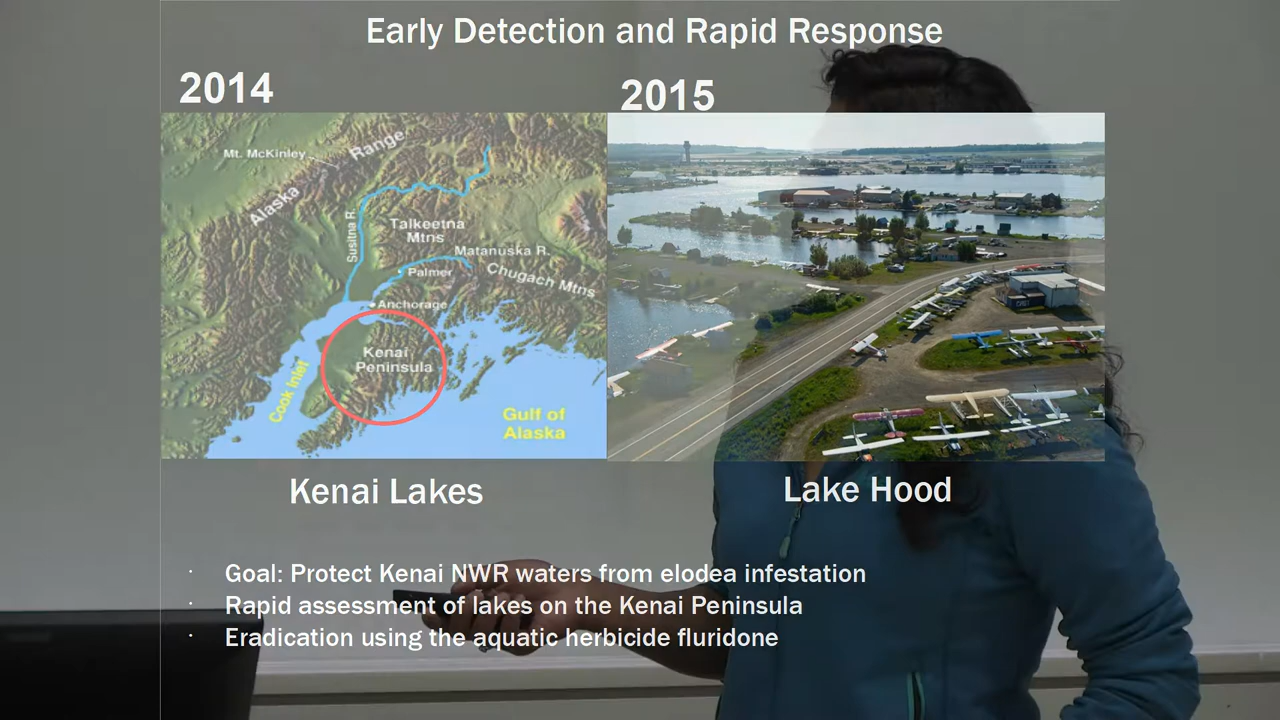 Early Detection and Rapid Response
2014
2015
Mt. McKinley
Alaska Range
Susitna R.
Talkeetna
Mtns
Matanuska R.
Palmer
Chugach Mtns
Anchorage
Kenai
Peninsula
Cook Inlet
Gulf of
Alaska
Kenai Lakes
Lake Hood
· Goal: Protect Kenai NWR waters from elodea infestation
· Rapid assessment of lakes on the Kenai Peninsula
· Eradication using the aquatic herbicide fluridone